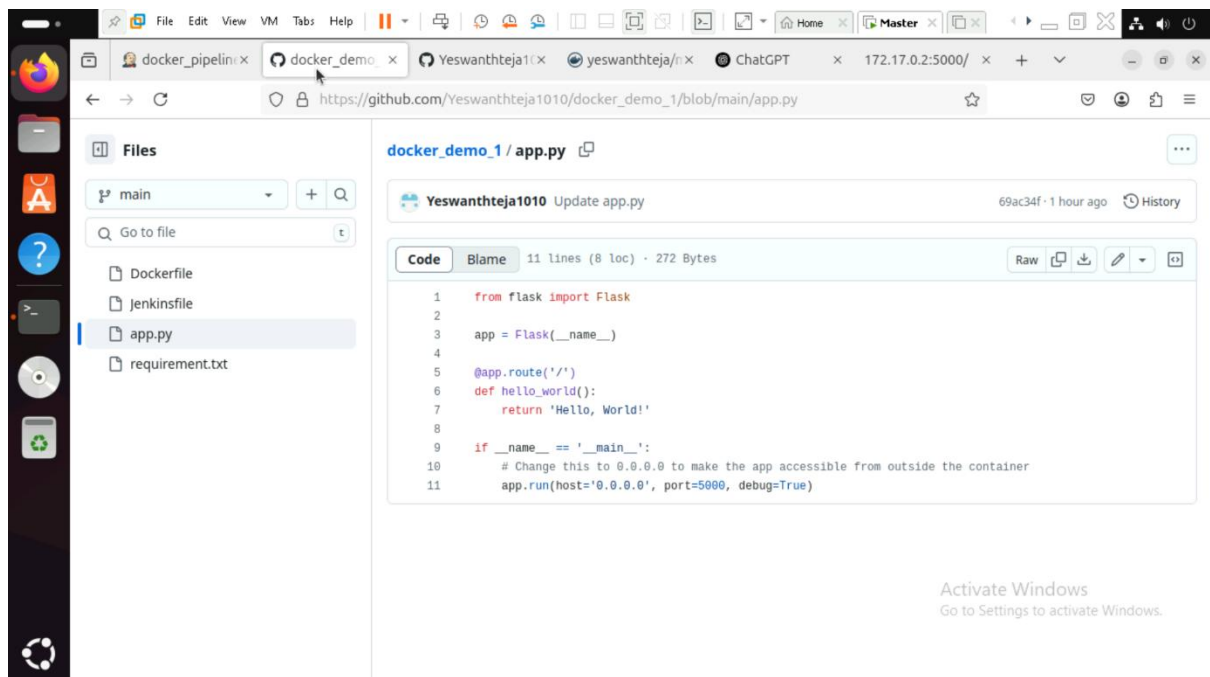 File Edit View VM Tabs Help Home Master
docker_pipeline docker_demo_ Yeswanthteja1 yeswanthteja/n ChatGPT 172.17.0.2:5000/
https://github.com/Yeswanthteja1010/docker_demo_1/blob/main/app.py
Files
main
Go to file t
Dockerfile
Jenkinsfile
app.py
requirement.txt
docker_demo_1 / app.py
Yeswanthteja1010 Update app.py 69ac34f · 1 hour ago History
Code Blame 11 lines (8 loc) · 272 Bytes Raw
1 from flask import Flask
2
3 app = Flask(__name__)
4
5 @app.route('/')
6 def hello_world():
7     return 'Hello, World!'
8
9 if __name__ == '__main__':
10     # Change this to 0.0.0.0 to make the app accessible from outside the container
11     app.run(host='0.0.0.0', port=5000, debug=True)
Activate Windows
Go to Settings to activate Windows.